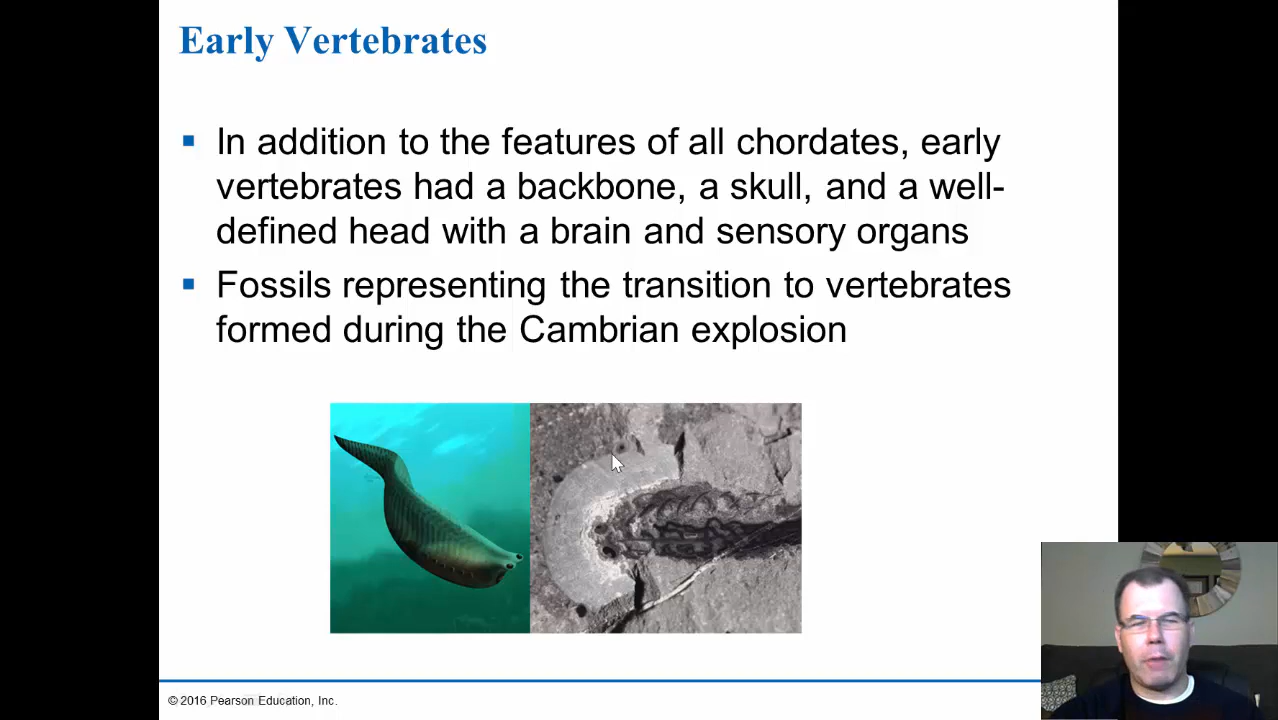 Early Vertebrates
In addition to the features of all chordates, early
vertebrates had a backbone, a skull, and a well-
defined head with a brain and sensory organs
Fossils representing the transition to vertebrates
formed during the Cambrian explosion
© 2016 Pearson Education, Inc.